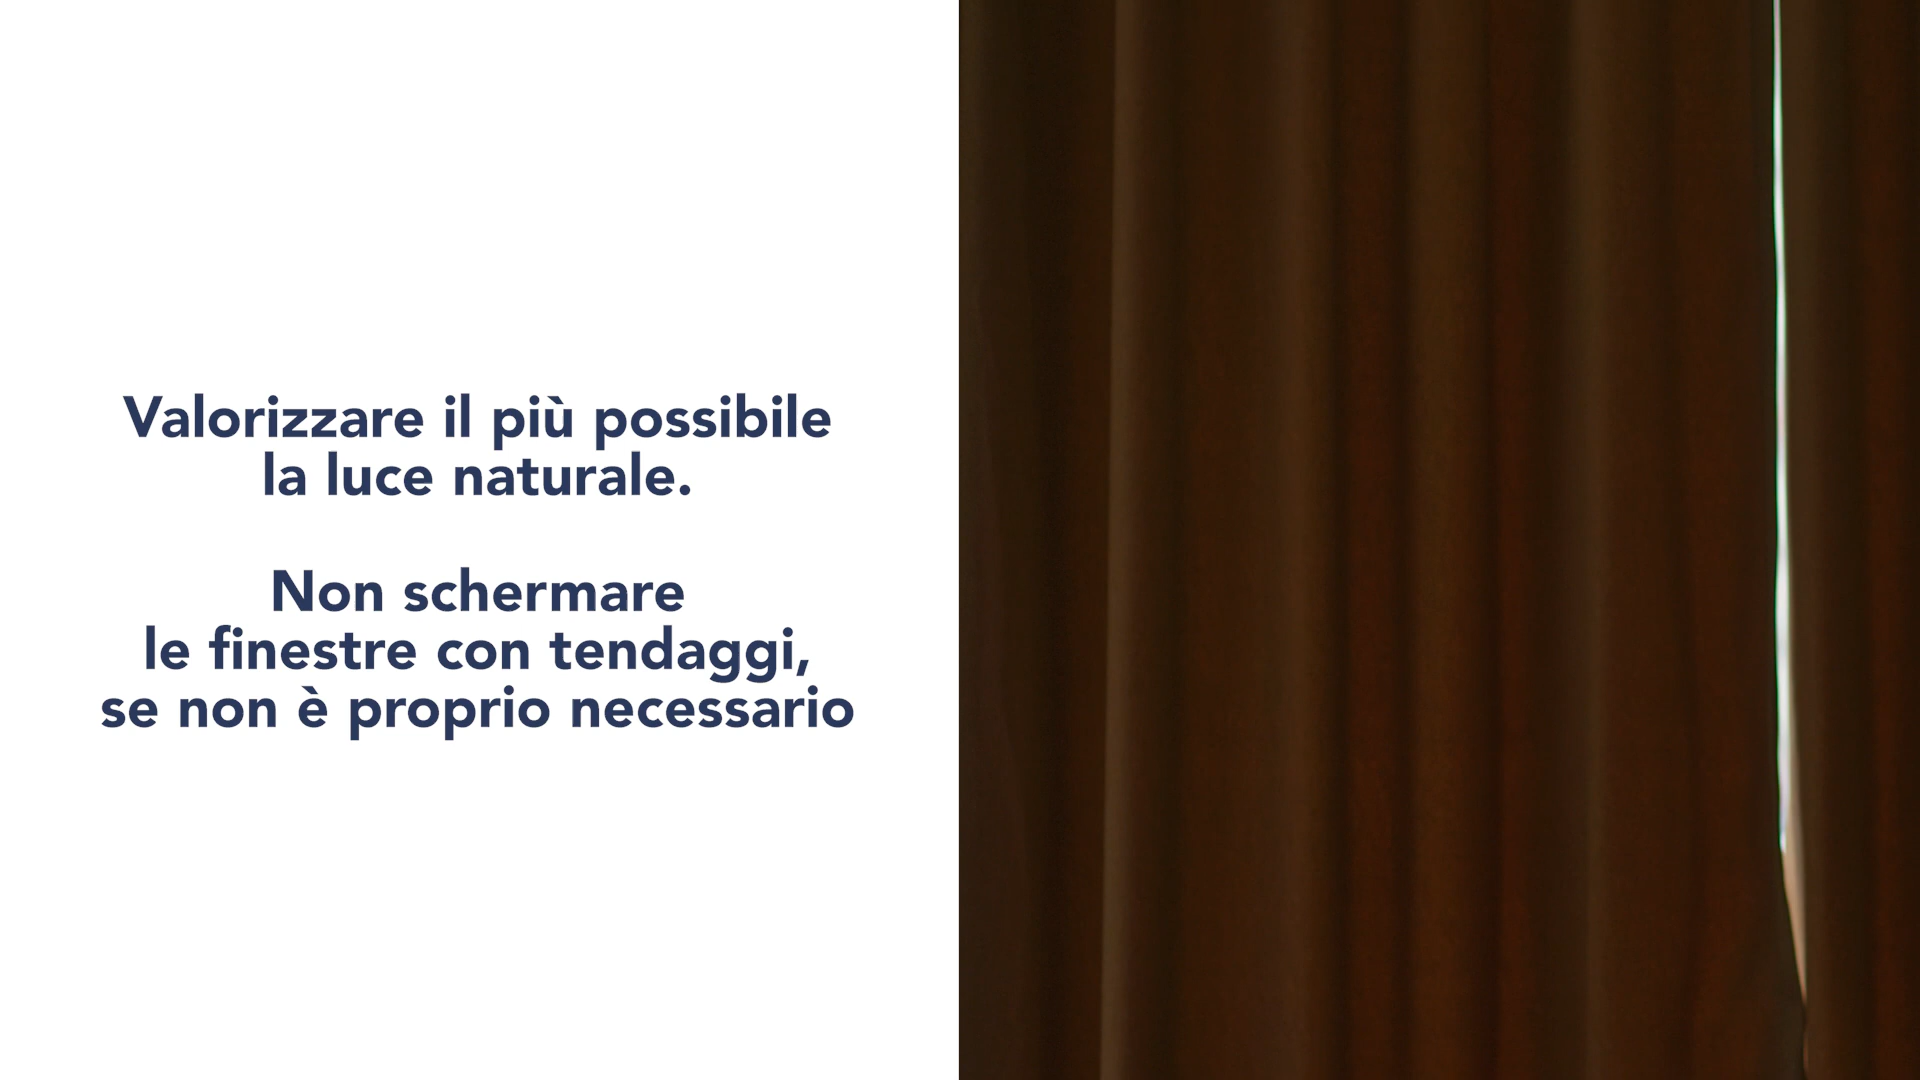 Valorizzare il più possibile
la luce naturale.
Non schermare
le finestre con tendaggi,
se non è proprio necessario